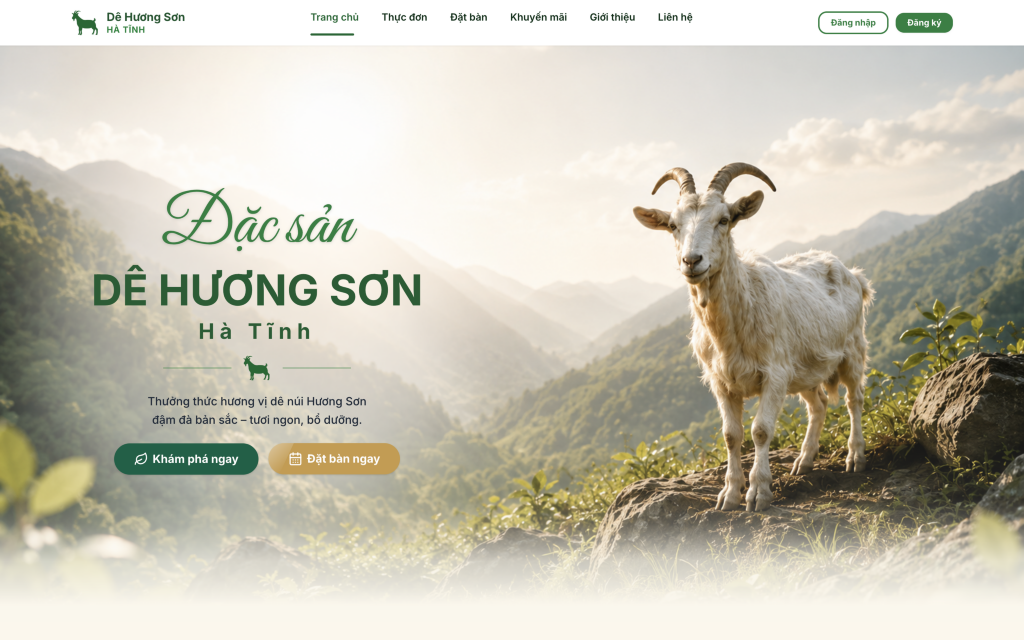 Dê Hương Sơn
HÀ TĨNH
Trang chủ
Thực đơn
Đặt bàn
Khuyến mãi
Giới thiệu
Liên hệ
Đăng nhập
Đăng ký
Đặc sản
DÊ HƯƠNG SƠN
Hà Tĩnh
Thưởng thức hương vị dê núi Hương Sơn
đậm đà bản sắc – tươi ngon, bổ dưỡng.
Khám phá ngay
Đặt bàn ngay